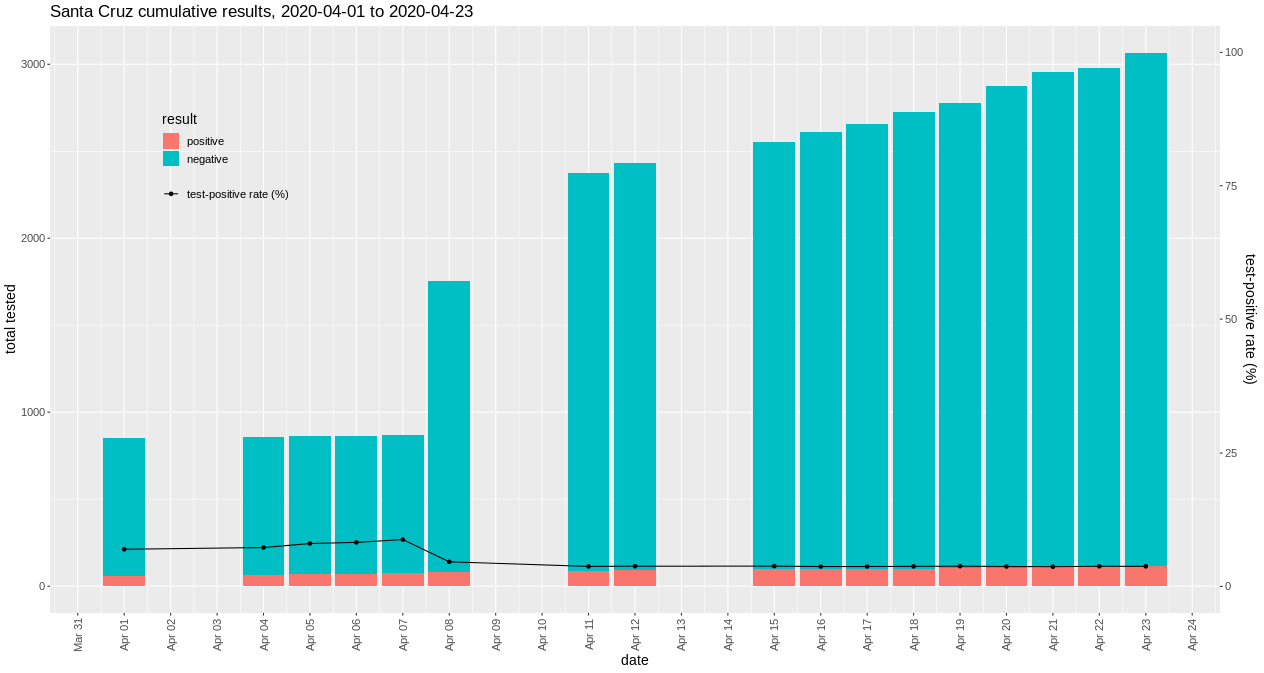 Santa Cruz cumulative results, 2020-04-01 to 2020-04-23
total tested
3000
2000
1000
0
result
positive
negative
test-positive rate (%)
100
75
50
25
0
test-positive rate (%)
Mar 31
Apr 01
Apr 02
Apr 03
Apr 04
Apr 05
Apr 06
Apr 07
Apr 08
Apr 09
Apr 10
Apr 11
Apr 12
Apr 13
Apr 14
Apr 15
Apr 16
Apr 17
Apr 18
Apr 19
Apr 20
Apr 21
Apr 22
Apr 23
Apr 24
date